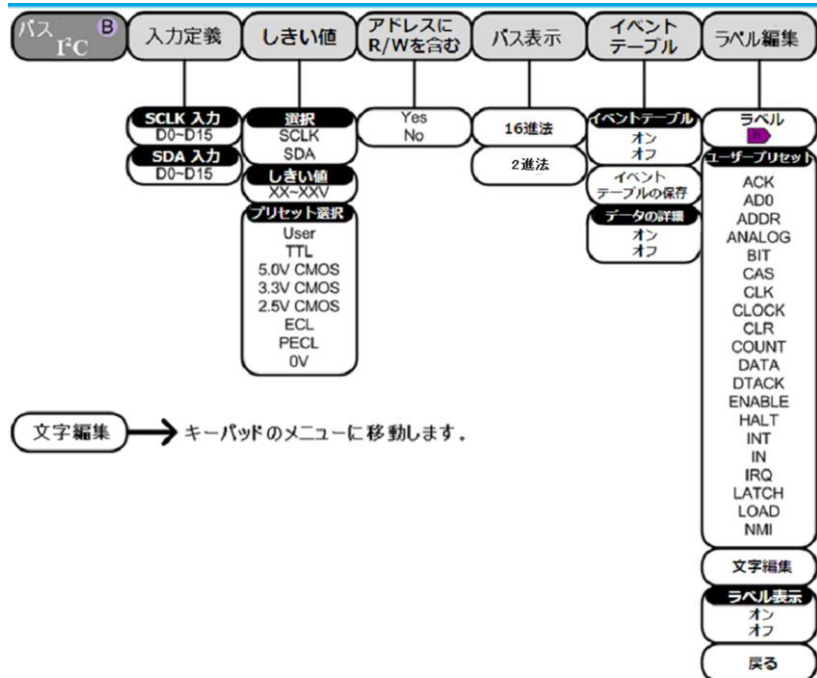 バス B
I²C
入力定義
しきい値
アドレスに
R/Wを含む
バス表示
イベント
テーブル
ラベル編集
SCLK 入力
D0~D15
SDA 入力
D0~D15
選択
SCLK
SDA
しきい値
XX~XXV
プリセット選択
User
TTL
5.0V CMOS
3.3V CMOS
2.5V CMOS
ECL
PECL
0V
Yes
No
16進法
2進法
イベントテーブル
オン
オフ
イベント
テーブルの保存
データの詳細
オン
オフ
ラベル
B
ユーザープリセット
ACK
AD0
ADDR
ANALOG
BIT
CAS
CLK
CLOCK
CLR
COUNT
DATA
DTACK
ENABLE
HALT
INT
IN
IRQ
LATCH
LOAD
NMI
文字編集
ラベル表示
オン
オフ
戻る
文字編集 キーパッドのメニューに移動します.